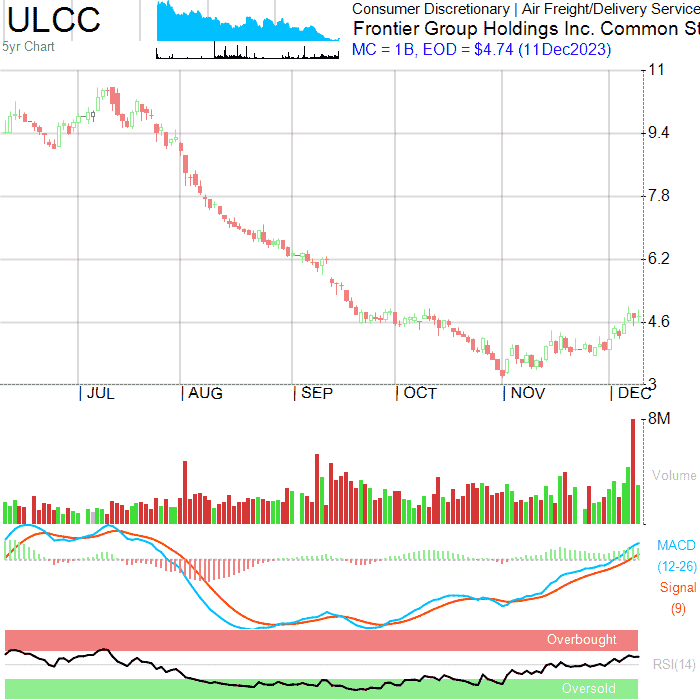 ULCC
5yr Chart
Consumer Discretionary | Air Freight/Delivery Service
Frontier Group Holdings Inc. Common St
MC = 1B, EOD = $4.74 (11Dec2023)
11
9.4
7.8
6.2
4.6
3
| JUL | AUG | SEP | OCT | NOV | DEC
8M
Volume
MACD
(12-26)
Signal
(9)
Overbought
RSI(14)
Oversold